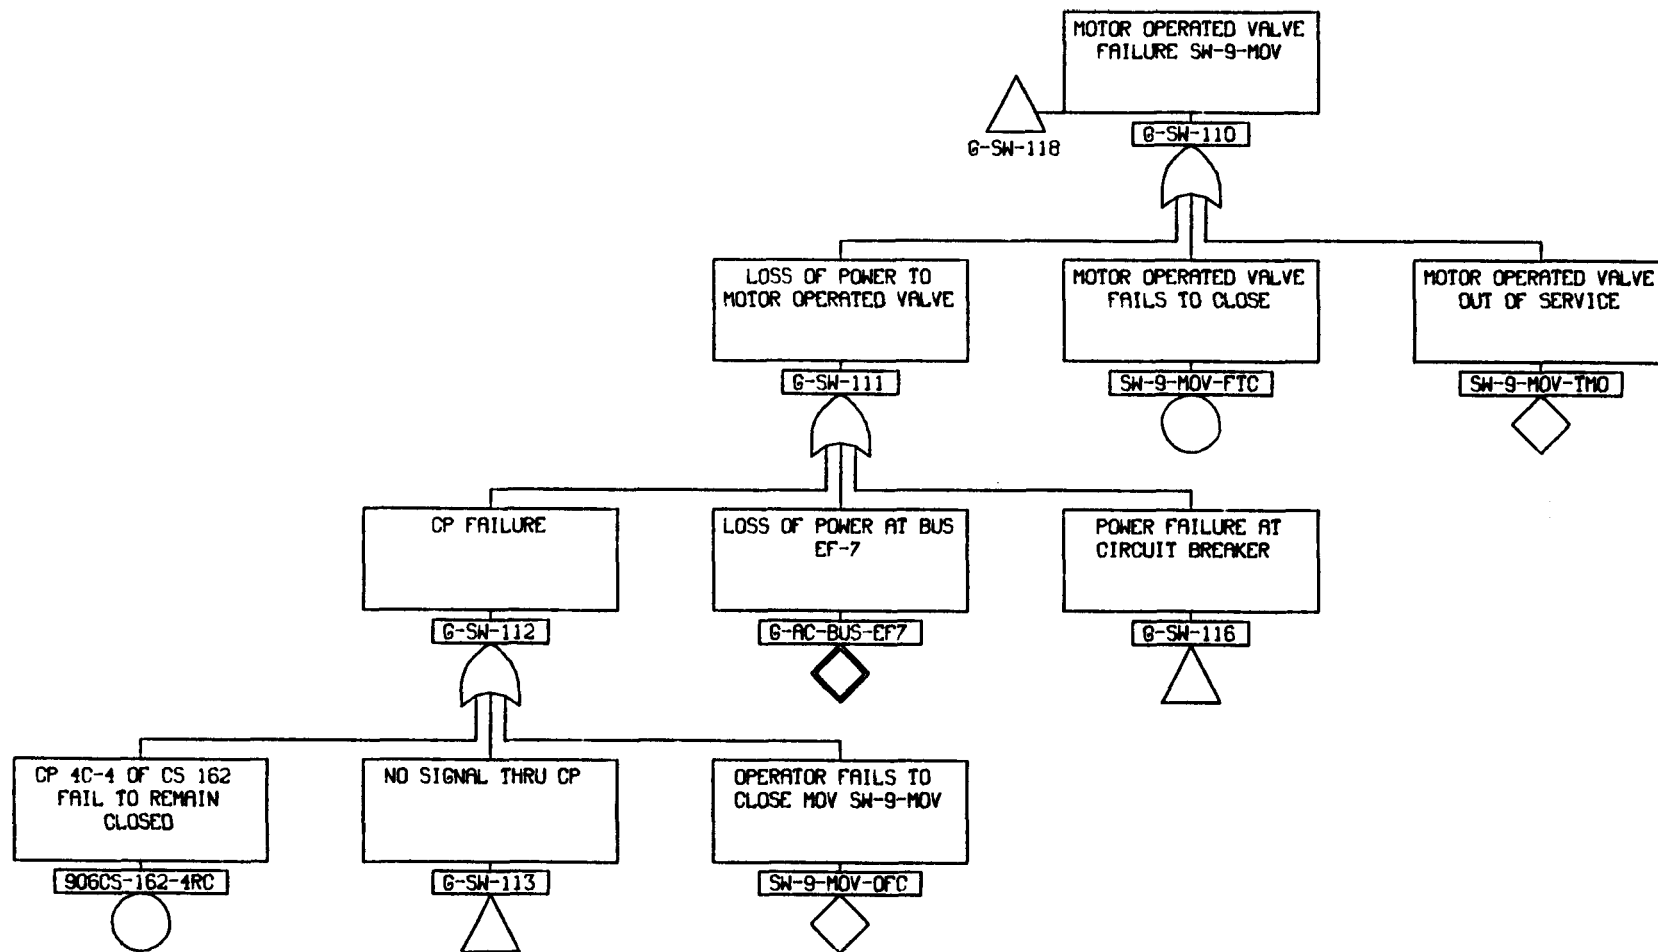 MOTOR OPERATED VALVE
FAILURE SW-9-MOV
G-SW-118
G-SW-110
LOSS OF POWER TO
MOTOR OPERATED VALVE
G-SW-111
MOTOR OPERATED VALVE
FAILS TO CLOSE
SW-9-MOV-FTC
MOTOR OPERATED VALVE
OUT OF SERVICE
SW-9-MOV-TMO
CP FAILURE
G-SW-112
LOSS OF POWER AT BUS
EF-7
G-AC-BUS-EF7
POWER FAILURE AT
CIRCUIT BREAKER
G-SW-116
CP 4C-4 OF CS 162
FAIL TO REMAIN
CLOSED
906CS-162-4RC
NO SIGNAL THRU CP
G-SW-113
OPERATOR FAILS TO
CLOSE MOV SW-9-MOV
SW-9-MOV-OFC